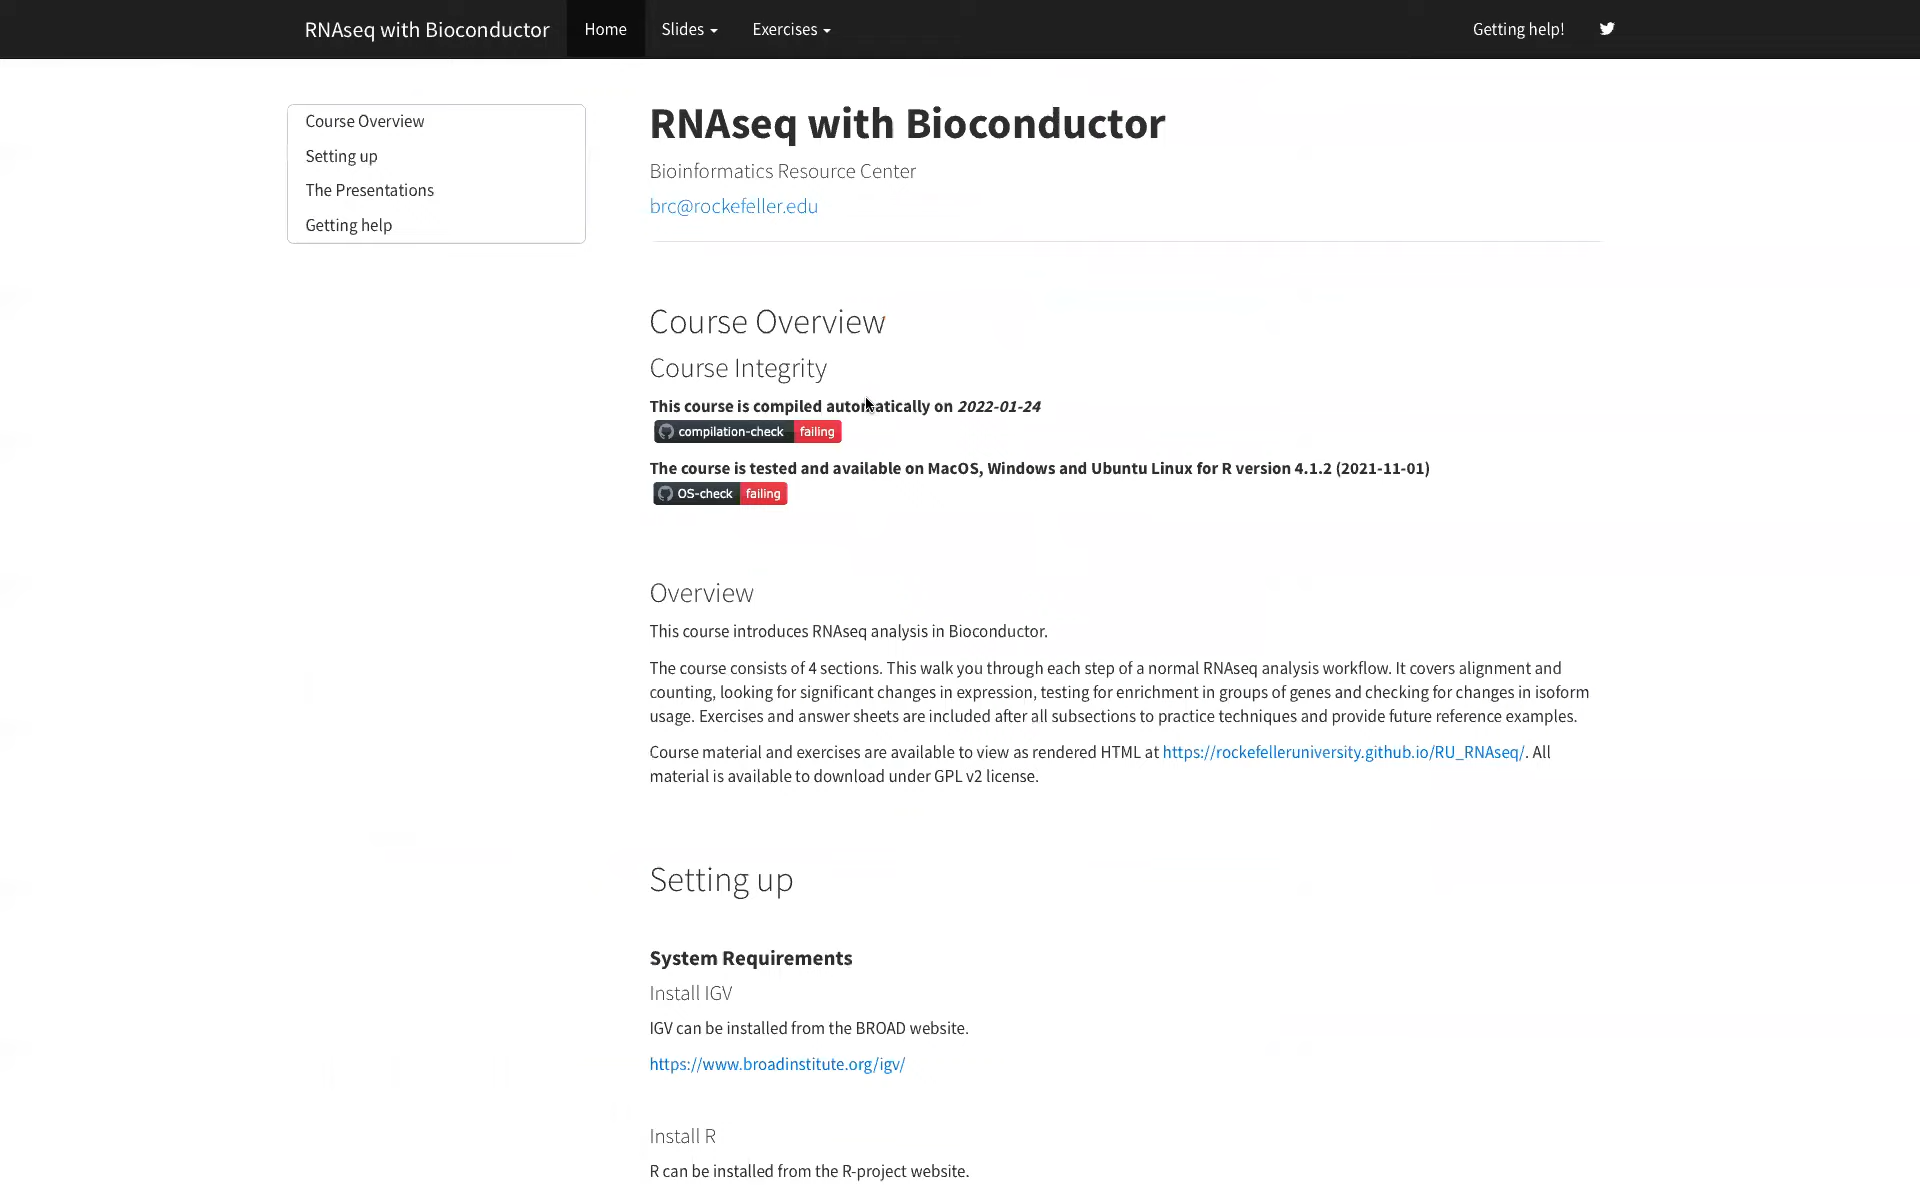 RNAseq with Bioconductor
Home
Slides
Exercises
Getting help!
Course Overview
Setting up
The Presentations
Getting help
RNAseq with Bioconductor
Bioinformatics Resource Center
brc@rockefeller.edu
Course Overview
Course Integrity
This course is compiled automatically on 2022-01-24
compilation-check failing
The course is tested and available on MacOS, Windows and Ubuntu Linux for R version 4.1.2 (2021-11-01)
OS-check failing
Overview
This course introduces RNAseq analysis in Bioconductor.
The course consists of 4 sections. This walk you through each step of a normal RNAseq analysis workflow. It covers alignment and
counting, looking for significant changes in expression, testing for enrichment in groups of genes and checking for changes in isoform
usage. Exercises and answer sheets are included after all subsections to practice techniques and provide future reference examples.
Course material and exercises are available to view as rendered HTML at https://rockefelleruniversity.github.io/RU_RNAseq/. All
material is available to download under GPL v2 license.
Setting up
System Requirements
Install IGV
IGV can be installed from the BROAD website.
https://www.broadinstitute.org/igv/
Install R
R can be installed from the R-project website.